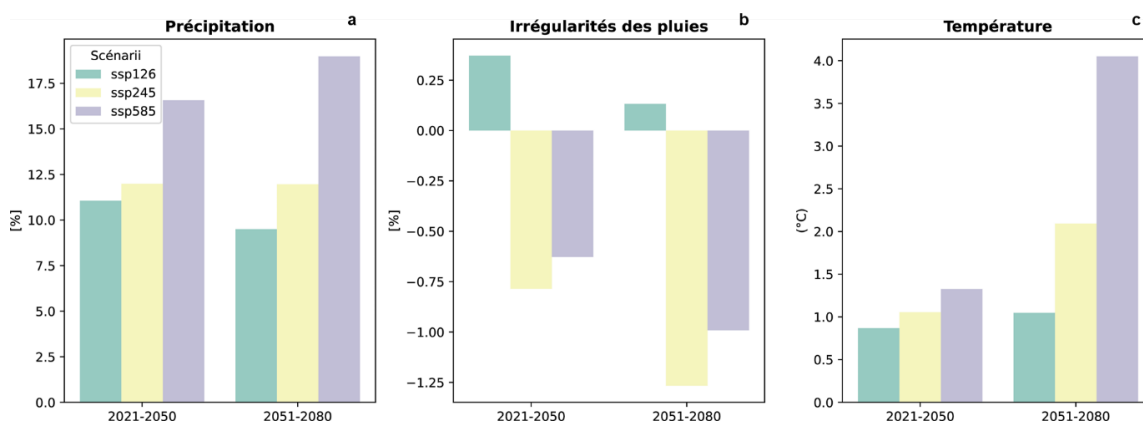 Précipitation
a
Scénarii
ssp126
ssp245
ssp585
17.5
15.0
12.5
10.0
7.5
5.0
2.5
0.0
[%]
2021-2050
2051-2080
Irrégularités des pluies
b
0.25
0.00
−0.25
−0.50
−0.75
−1.00
−1.25
[%]
2021-2050
2051-2080
Température
c
4.0
3.5
3.0
2.5
2.0
1.5
1.0
0.5
0.0
(°C)
2021-2050
2051-2080